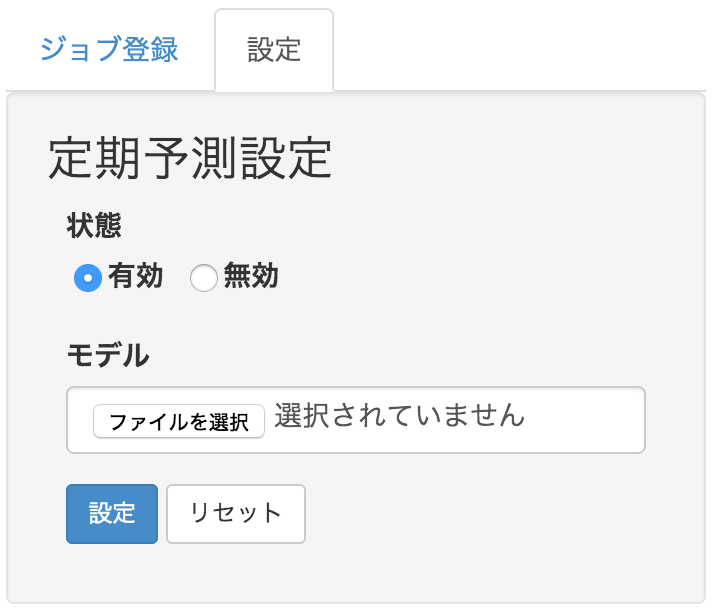 ジョブ登録 設定
定期予測設定
状態
有効 無効
モデル
ファイルを選択 選択されていません
設定 リセット